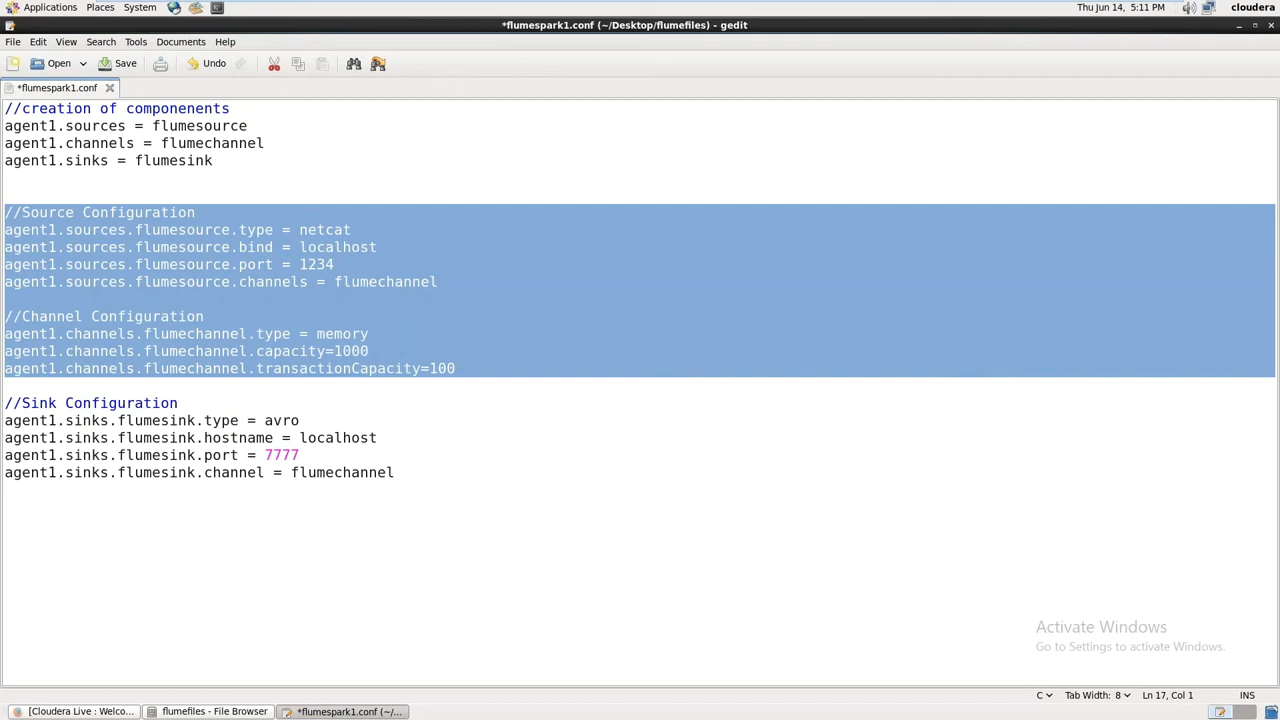 Applications Places System
Thu Jun 14, 5:11 PM cloudera
*flumespark1.conf (~/Desktop/flumefiles) - gedit
File Edit View Search Tools Documents Help
Open Save Undo
*flumespark1.conf
//creation of componenents
agent1.sources = flumesource
agent1.channels = flumechannel
agent1.sinks = flumesink
//Source Configuration
agent1.sources.flumesource.type = netcat
agent1.sources.flumesource.bind = localhost
agent1.sources.flumesource.port = 1234
agent1.sources.flumesource.channels = flumechannel
//Channel Configuration
agent1.channels.flumechannel.type = memory
agent1.channels.flumechannel.capacity=1000
agent1.channels.flumechannel.transactionCapacity=100
//Sink Configuration
agent1.sinks.flumesink.type = avro
agent1.sinks.flumesink.hostname = localhost
agent1.sinks.flumesink.port = 7777
agent1.sinks.flumesink.channel = flumechannel
Activate Windows
Go to Settings to activate Windows.
C Tab Width: 8 Ln 17, Col 1 INS
[Cloudera Live : Welco... flumefiles - File Browser *flumespark1.conf (~/...